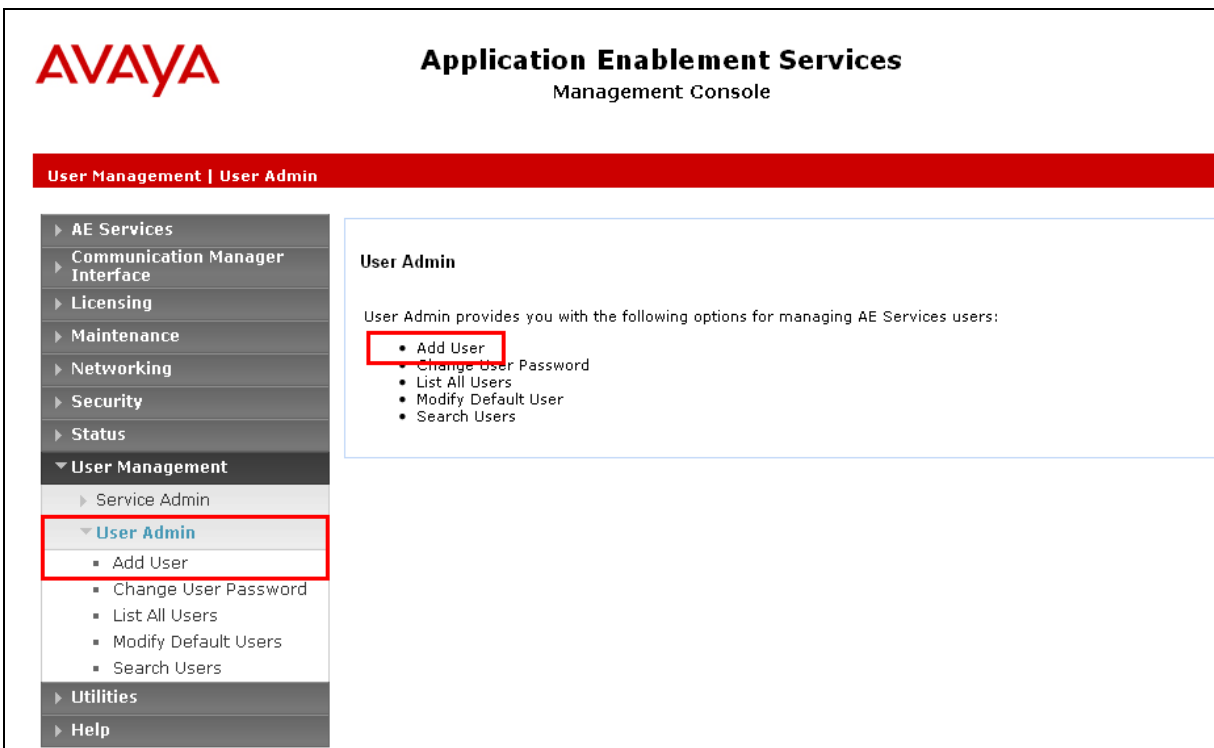 AVAYA
Application Enablement Services
Management Console
User Management | User Admin
AE Services
Communication Manager
Interface
Licensing
Maintenance
Networking
Security
Status
User Management
Service Admin
User Admin
Add User
Change User Password
List All Users
Modify Default Users
Search Users
Utilities
Help
User Admin
User Admin provides you with the following options for managing AE Services users:
• Add User
• Change User Password
• List All Users
• Modify Default User
• Search Users